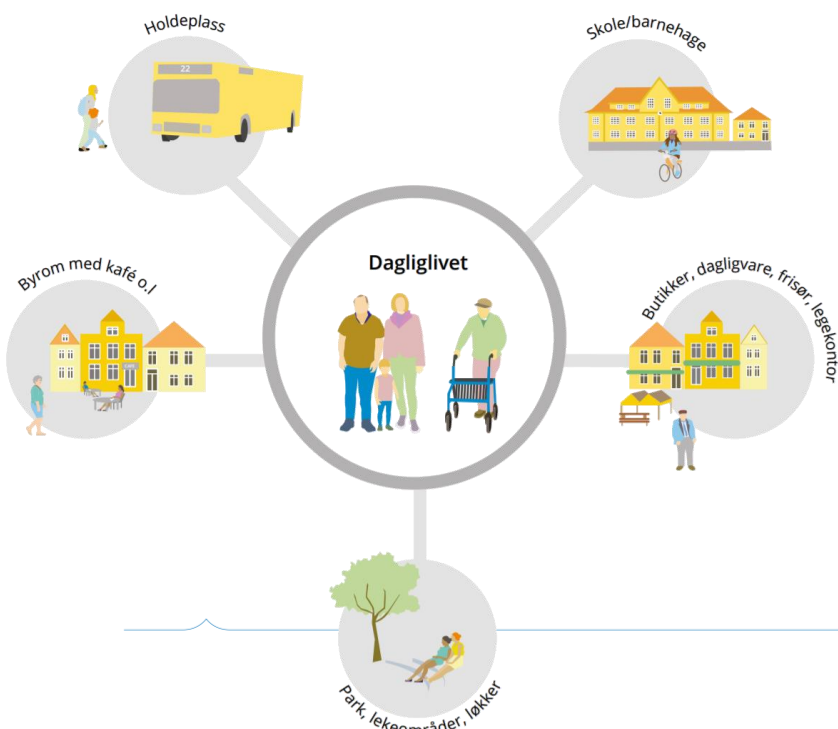 Holdeplass
22
Skole/barnehage
Dagliglivet
Byrom med kafé o.l
Butikker, dagligvare, frisør, legekontor
Park, lekeområder, løkker